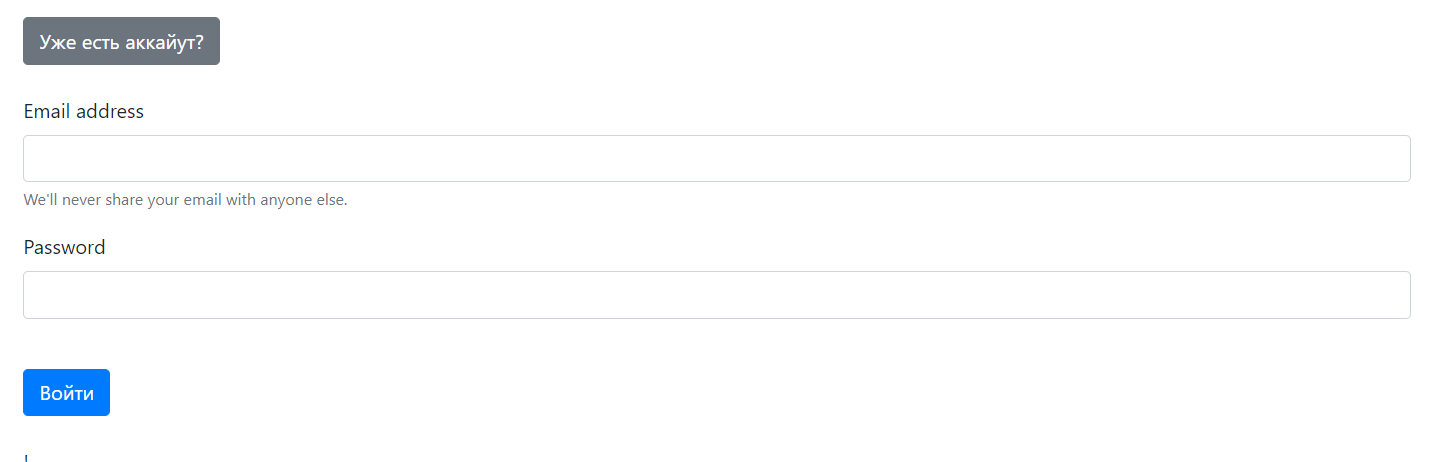 Уже есть аккайут?
Email address
We'll never share your email with anyone else.
Password
Войти